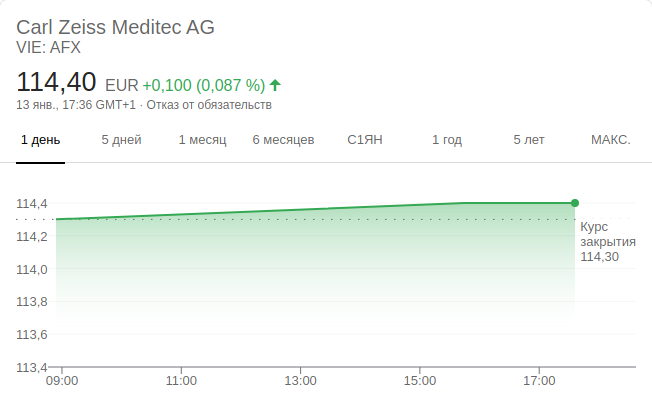 Carl Zeiss Meditec AG
VIE: AFX
114,40 EUR +0,100 (0,087 %)
13 янв., 17:36 GMT+1 · Отказ от обязательств
1 день 5 дней 1 месяц 6 месяцев С1ЯН 1 год 5 лет МАКС.
114,4
114,2
114,0
113,8
113,6
113,4
Курс
закрытия
114,30
09:00 11:00 13:00 15:00 17:00